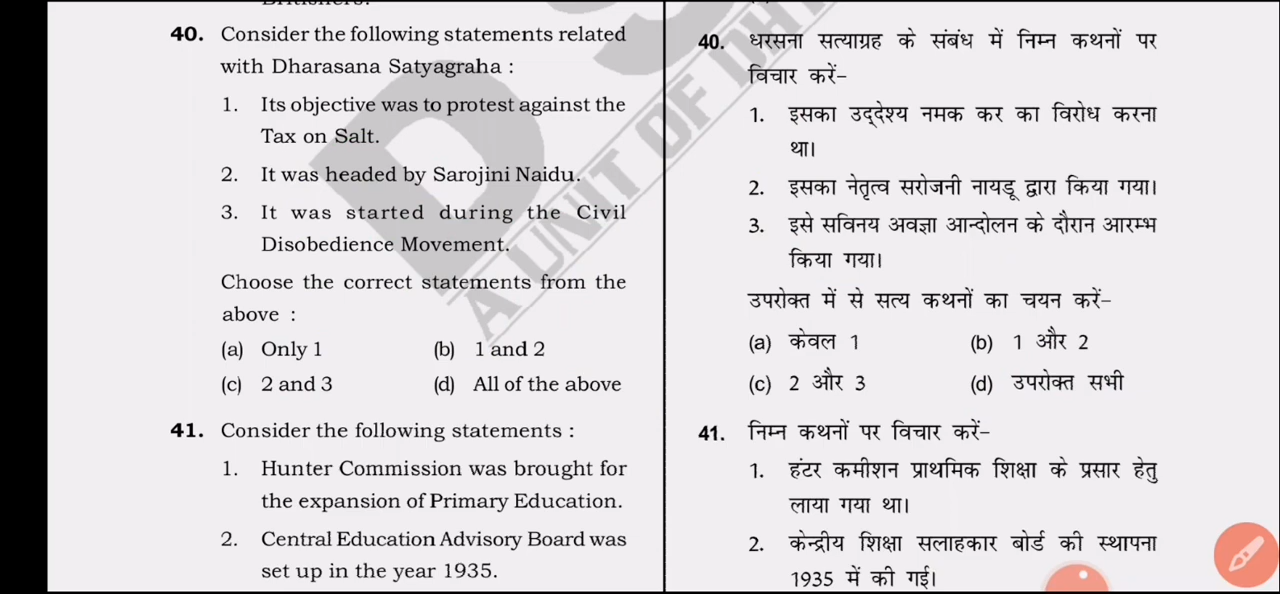 40. Consider the following statements related
with Dharasana Satyagraha :
1. Its objective was to protest against the
Tax on Salt.
2. It was headed by Sarojini Naidu.
3. It was started during the Civil
Disobedience Movement.
Choose the correct statements from the
above :
(a) Only 1 (b) 1 and 2
(c) 2 and 3 (d) All of the above
41. Consider the following statements :
1. Hunter Commission was brought for
the expansion of Primary Education.
2. Central Education Advisory Board was
set up in the year 1935.
40. धरसना सत्याग्रह के संबंध में निम्न कथनों पर
विचार करें–
1. इसका उद्देश्य नमक कर का विरोध करना
था।
2. इसका नेतृत्व सरोजनी नायडू द्वारा किया गया।
3. इसे सविनय अवज्ञा आन्दोलन के दौरान आरम्भ
किया गया।
उपरोक्त में से सत्य कथनों का चयन करें–
(a) केवल 1 (b) 1 और 2
(c) 2 और 3 (d) उपरोक्त सभी
41. निम्न कथनों पर विचार करें–
1. हंटर कमीशन प्राथमिक शिक्षा के प्रसार हेतु
लाया गया था।
2. केन्द्रीय शिक्षा सलाहकार बोर्ड की स्थापना
1935 में की गई।
A UNIT OF